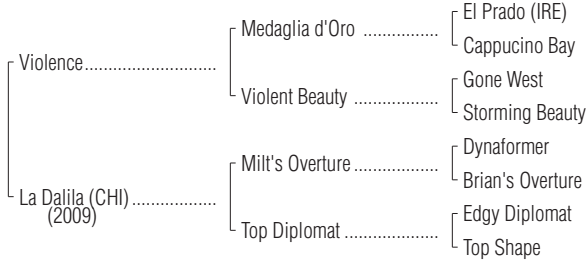 El Prado (IRE)
Medaglia d'Oro ..................
Cappucino Bay
Violence...............................
Gone West
Violent Beauty ....................
Storming Beauty
Dynaformer
Milt's Overture ....................
Brian's Overture
La Dalila (CHI) ....................
(2009)
Edgy Diplomat
Top Diplomat ......................
Top Shape